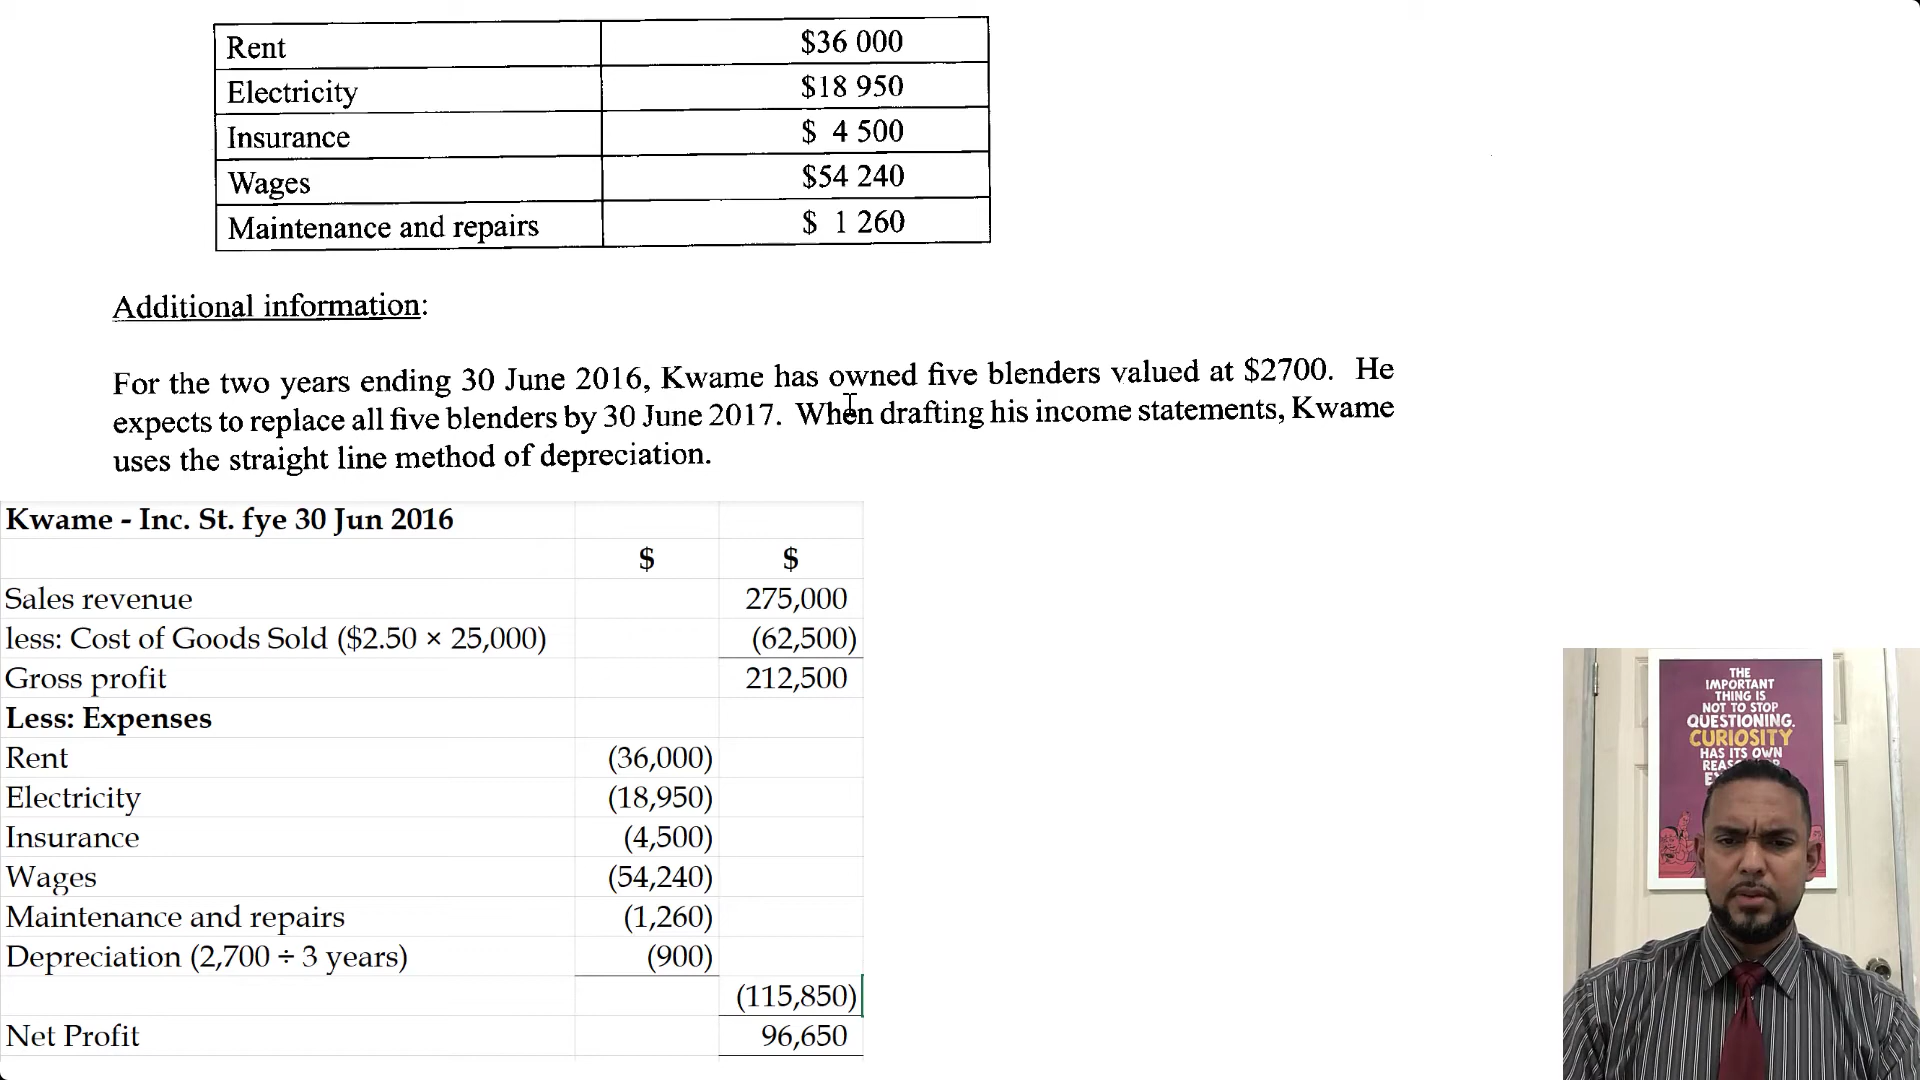 Rent $36 000
Electricity $18 950
Insurance $ 4 500
Wages $54 240
Maintenance and repairs $ 1 260
Additional information:
For the two years ending 30 June 2016, Kwame has owned five blenders valued at $2700. He
expects to replace all five blenders by 30 June 2017. When drafting his income statements, Kwame
uses the straight line method of depreciation.
Kwame - Inc. St. fye 30 Jun 2016
$ $
Sales revenue 275,000
less: Cost of Goods Sold ($2.50 × 25,000) (62,500)
Gross profit 212,500
Less: Expenses
Rent (36,000)
Electricity (18,950)
Insurance (4,500)
Wages (54,240)
Maintenance and repairs (1,260)
Depreciation (2,700 ÷ 3 years) (900)
(115,850)
Net Profit 96,650
THE
IMPORTANT
THING IS
NOT TO STOP
QUESTIONING.
CURIOSITY
HAS ITS OWN